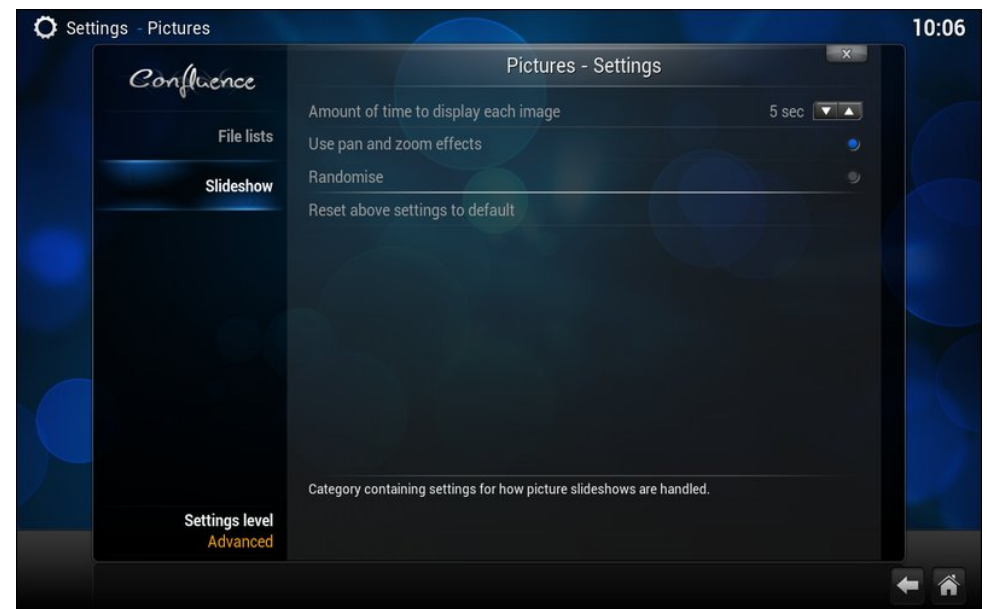 Settings - Pictures
10:06
Confluence
Pictures - Settings
x
File lists
Slideshow
Amount of time to display each image 5 sec
Use pan and zoom effects
Randomise
Reset above settings to default
Category containing settings for how picture slideshows are handled.
Settings level
Advanced